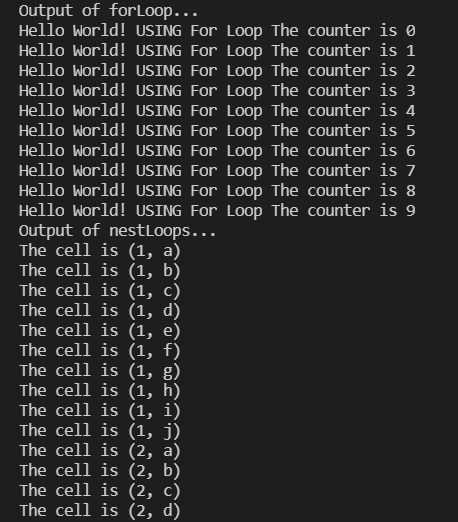 Output of forLoop...
Hello World! USING For Loop The counter is 0
Hello World! USING For Loop The counter is 1
Hello World! USING For Loop The counter is 2
Hello World! USING For Loop The counter is 3
Hello World! USING For Loop The counter is 4
Hello World! USING For Loop The counter is 5
Hello World! USING For Loop The counter is 6
Hello World! USING For Loop The counter is 7
Hello World! USING For Loop The counter is 8
Hello World! USING For Loop The counter is 9
Output of nestLoops...
The cell is (1, a)
The cell is (1, b)
The cell is (1, c)
The cell is (1, d)
The cell is (1, e)
The cell is (1, f)
The cell is (1, g)
The cell is (1, h)
The cell is (1, i)
The cell is (1, j)
The cell is (2, a)
The cell is (2, b)
The cell is (2, c)
The cell is (2, d)